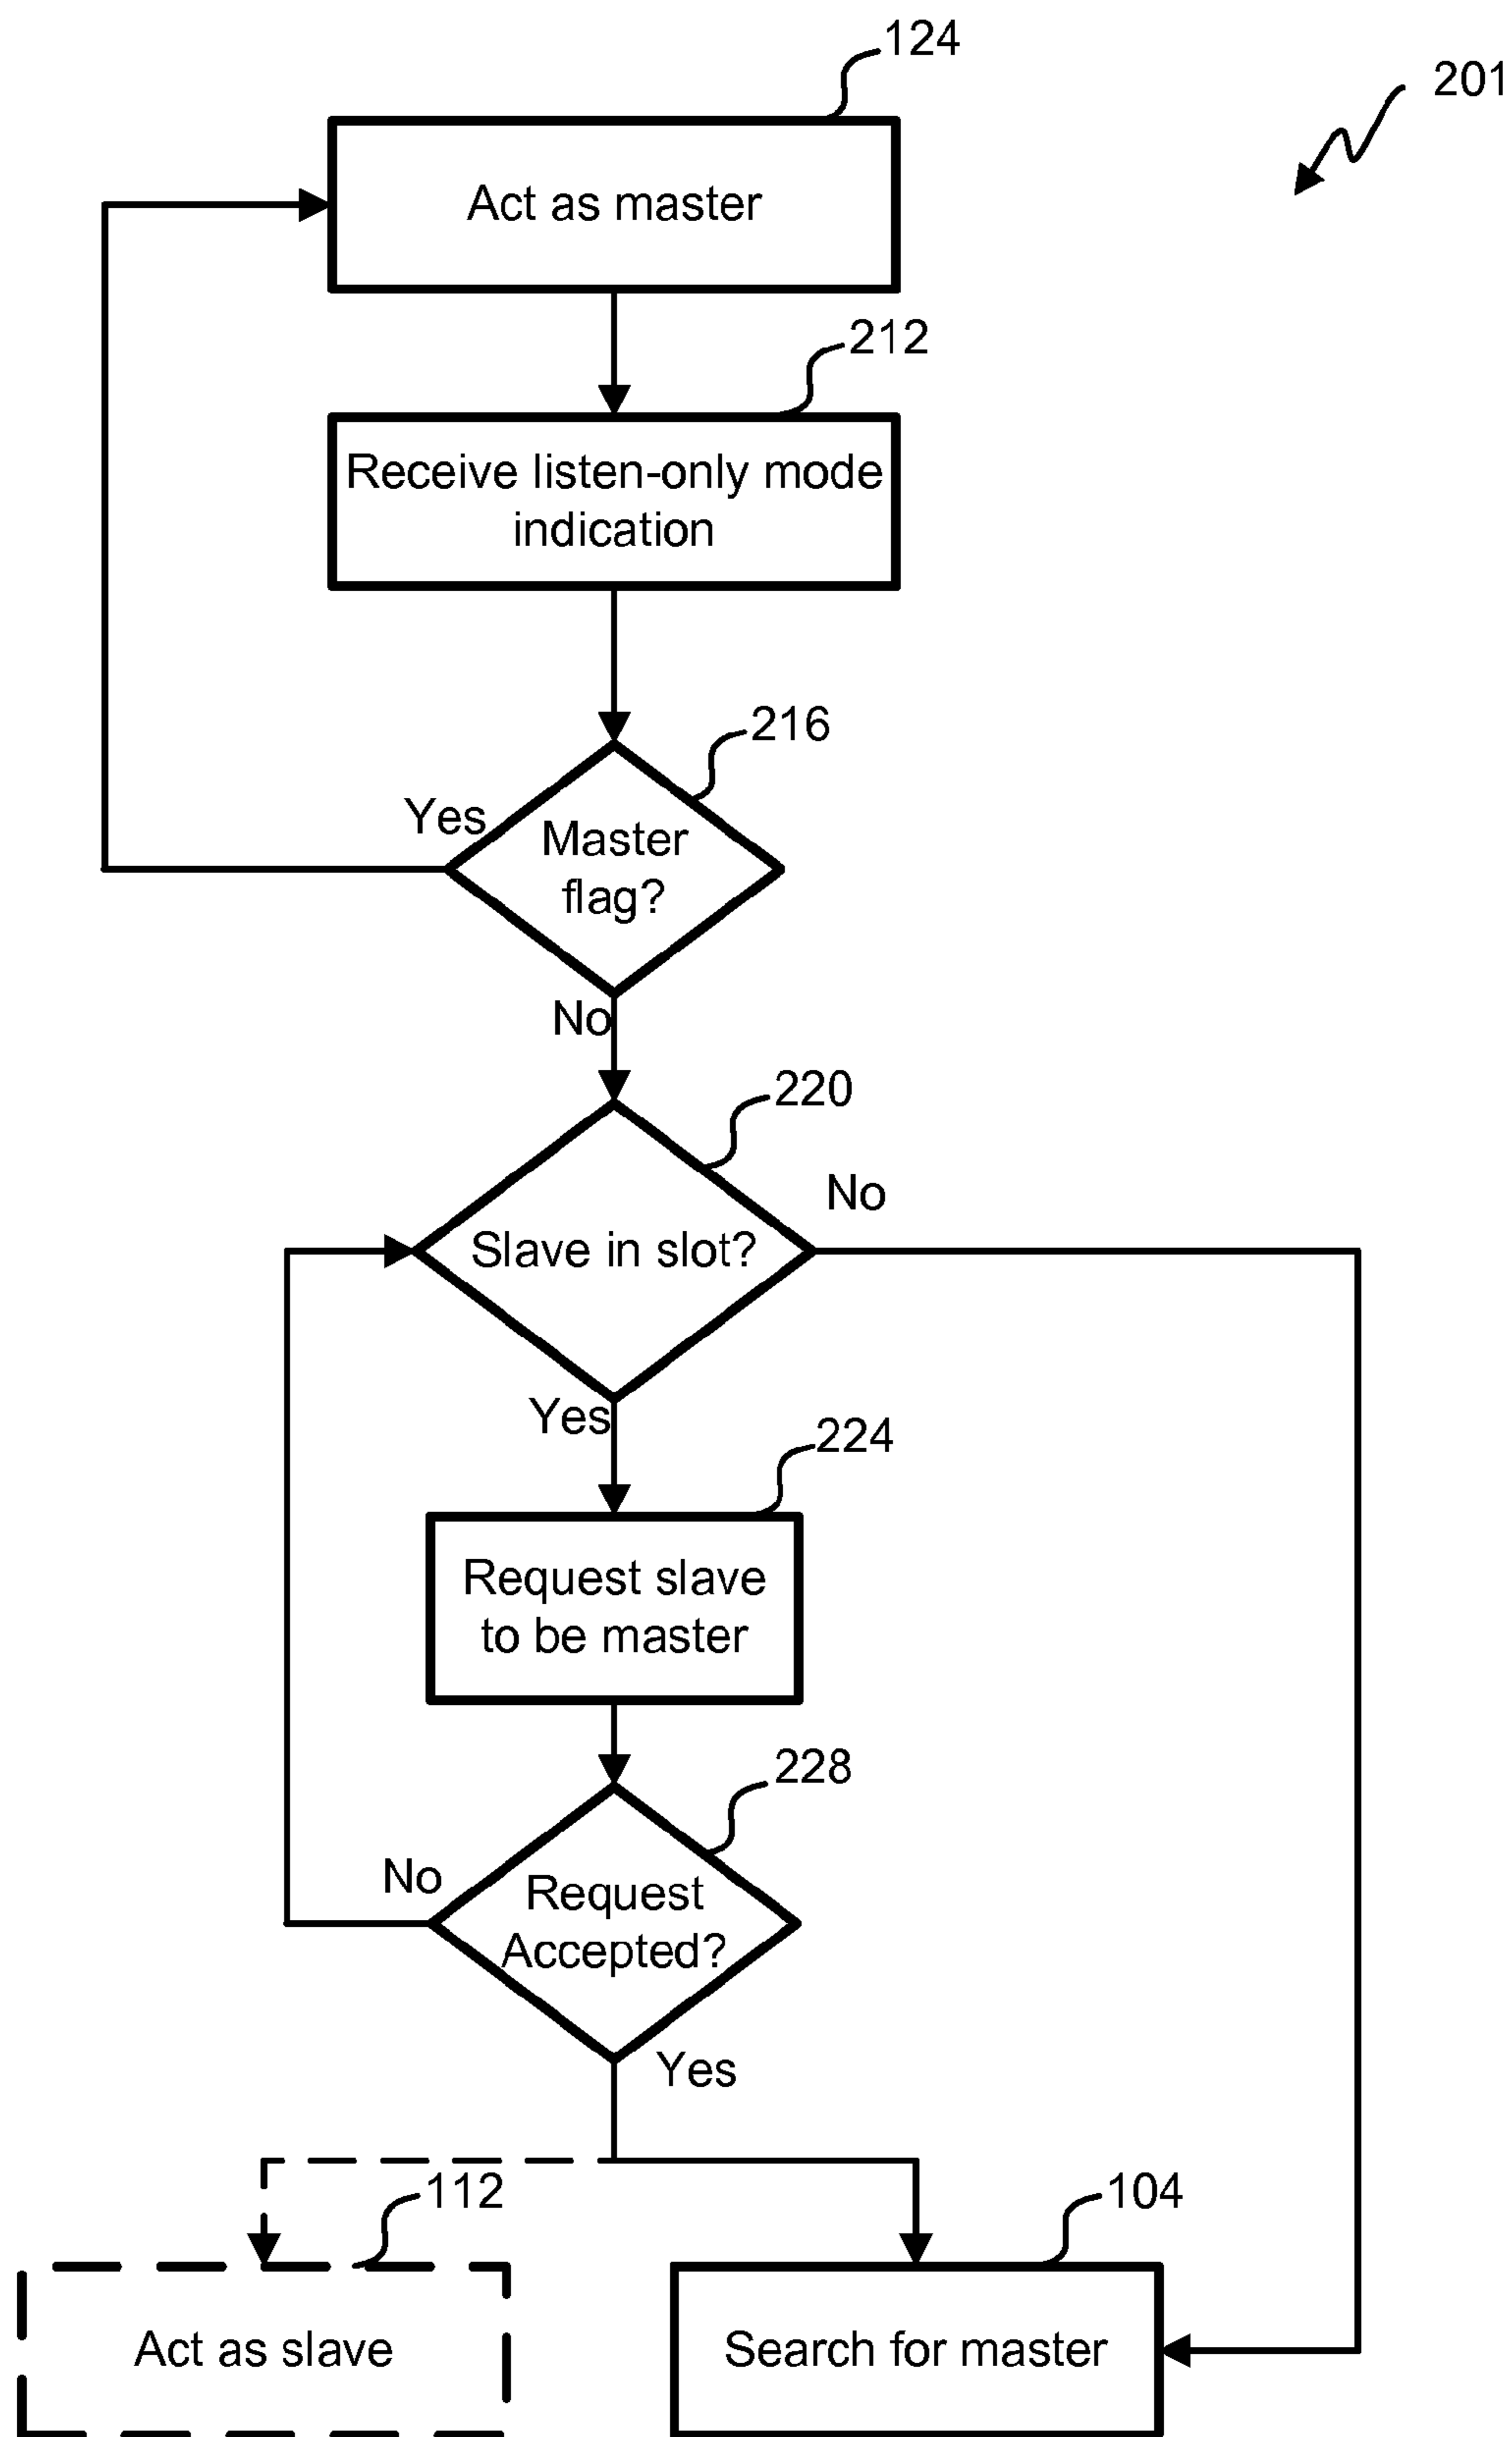 124
201
Act as master
212
Receive listen-only mode
indication
216
Yes
Master
flag?
No
220
No
Slave in slot?
Yes
224
Request slave
to be master
228
No
Request
Accepted?
Yes
112
104
Act as slave
Search for master